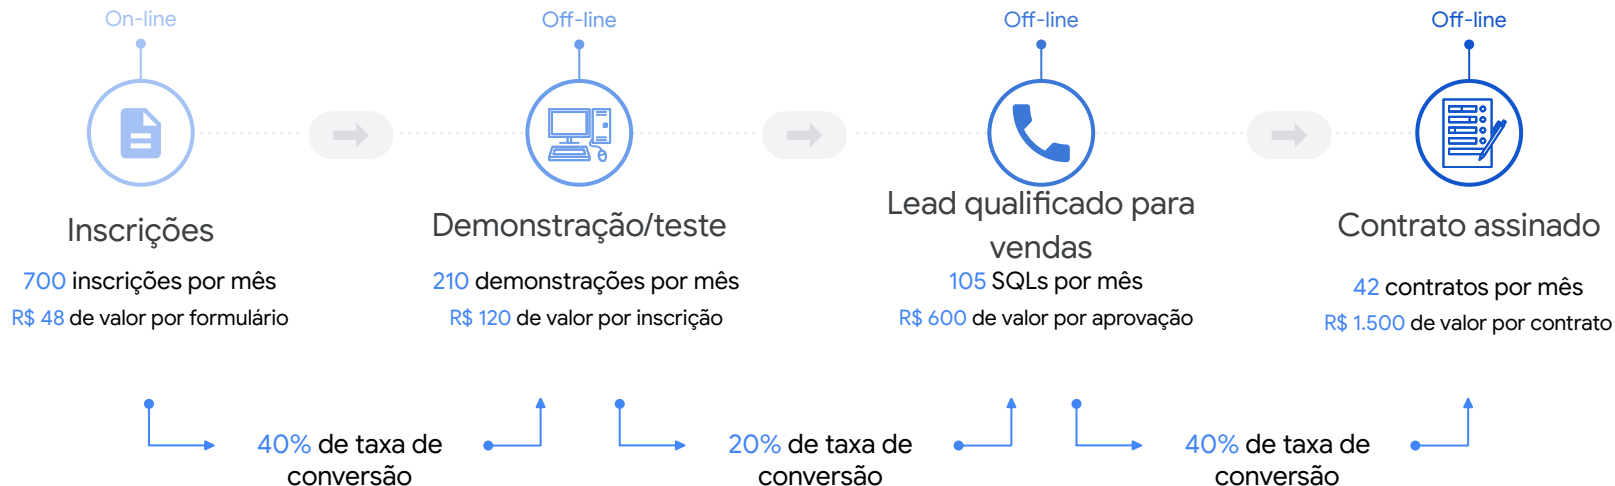 On-line
Off-line
Off-line
Off-line
Inscrições
700 inscrições por mês
R$ 48 de valor por formulário
Demonstração/teste
210 demonstrações por mês
R$ 120 de valor por inscrição
Lead qualificado para
vendas
105 SQLs por mês
R$ 600 de valor por aprovação
Contrato assinado
42 contratos por mês
R$ 1.500 de valor por contrato
40% de taxa de
conversão
20% de taxa de
conversão
40% de taxa de
conversão